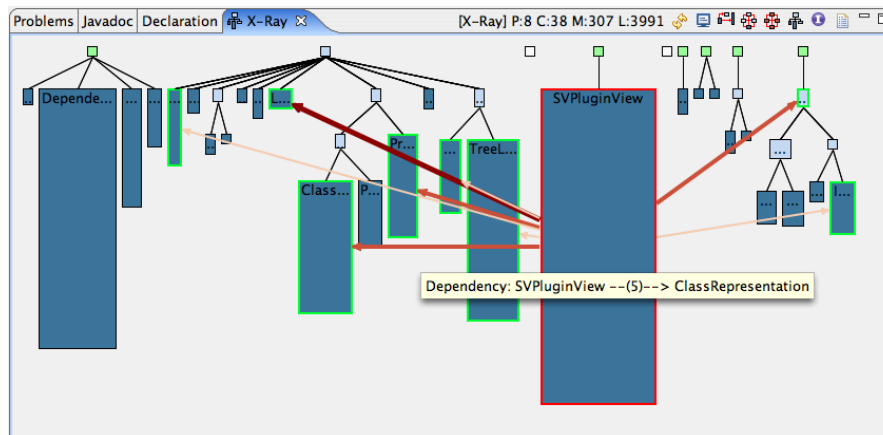 Problems Javadoc Declaration X-Ray [X-Ray] P:8 C:38 M:307 L:3991
SVPluginView
Depende...
L...
Pr...
TreeL...
Class...
P...
I...
Dependency: SVPluginView --(5)--> ClassRepresentation